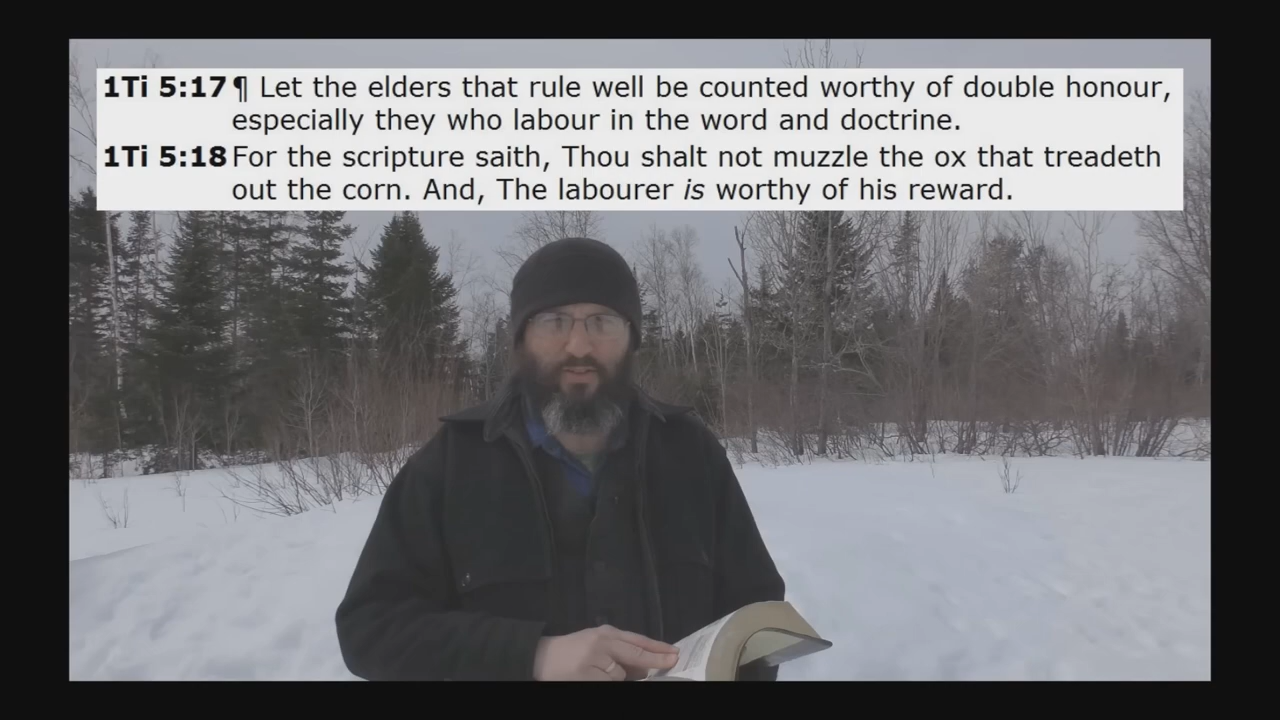 1Ti 5:17 ¶ Let the elders that rule well be counted worthy of double honour,
especially they who labour in the word and doctrine.
1Ti 5:18 For the scripture saith, Thou shalt not muzzle the ox that treadeth
out the corn. And, The labourer is worthy of his reward.